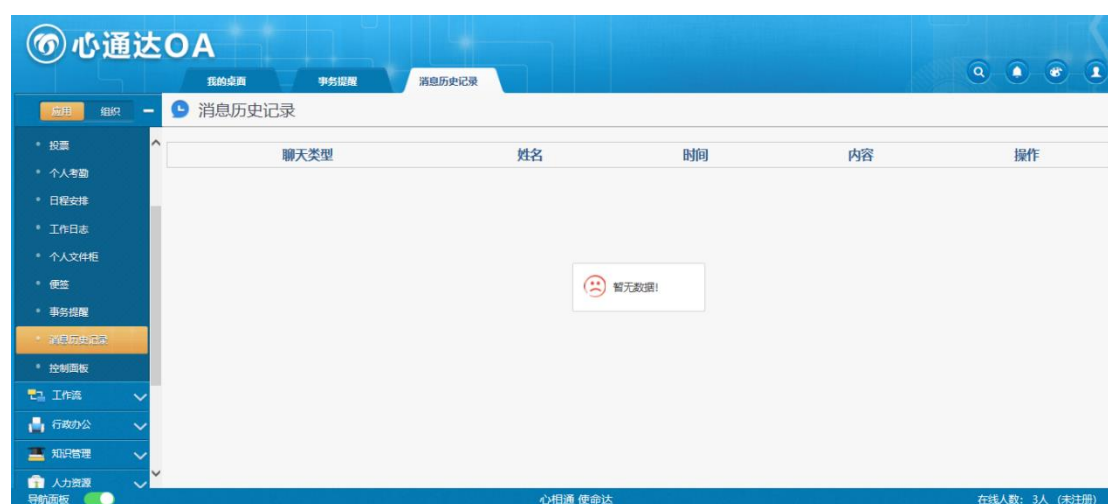 心通达OA
我的桌面 事务提醒 消息历史记录
应用 组织
消息历史记录
聊天类型 姓名 时间 内容 操作
投票
个人考勤
日程安排
工作日志
个人文件柜
便签
事务提醒
消息历史记录
控制面板
工作流
行政办公
知识管理
人力资源
暂无数据!
导航面板
心相通 使命达
在线人数: 3人 (未注册)